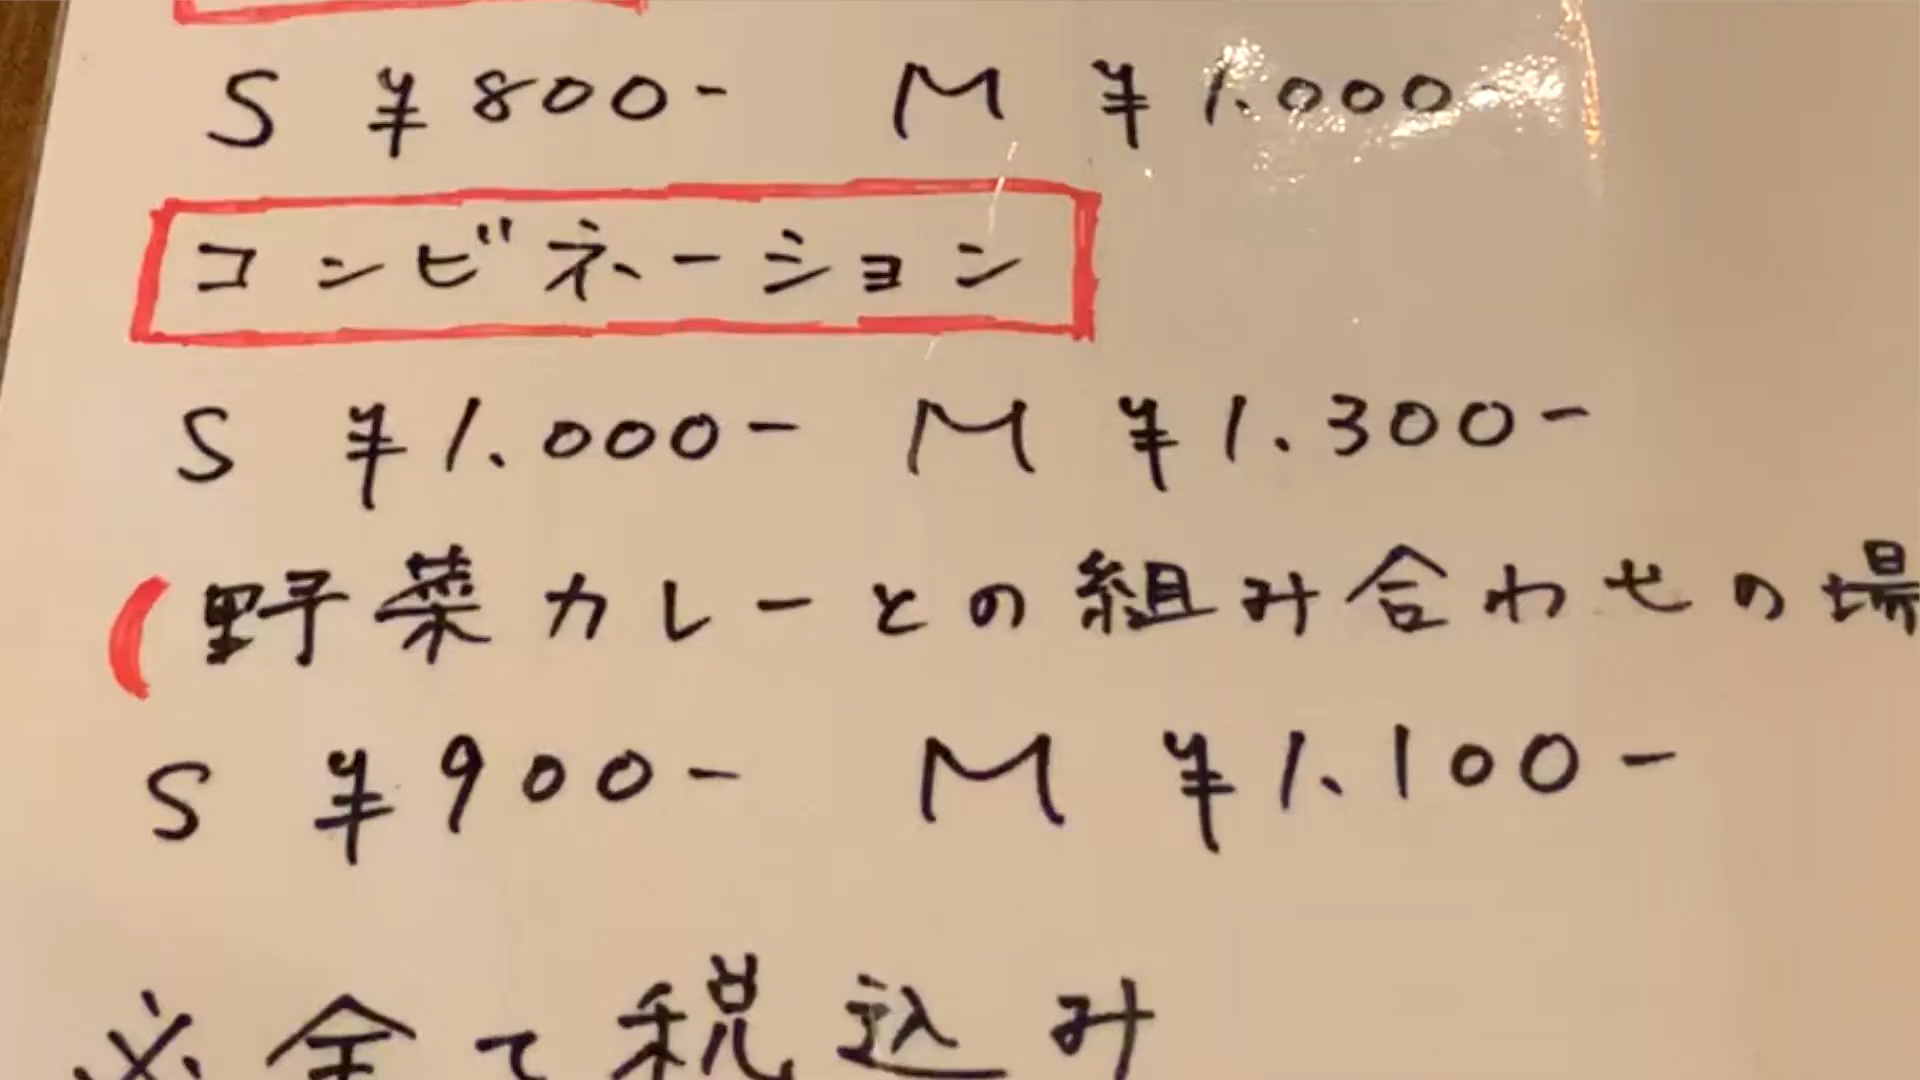 S ¥800- M ¥1.000-
コンビネーション
S ¥1.000- M ¥1.300-
(野菜カレーとの組み合わせの場
S ¥900- M ¥1.100-
※全て税込み